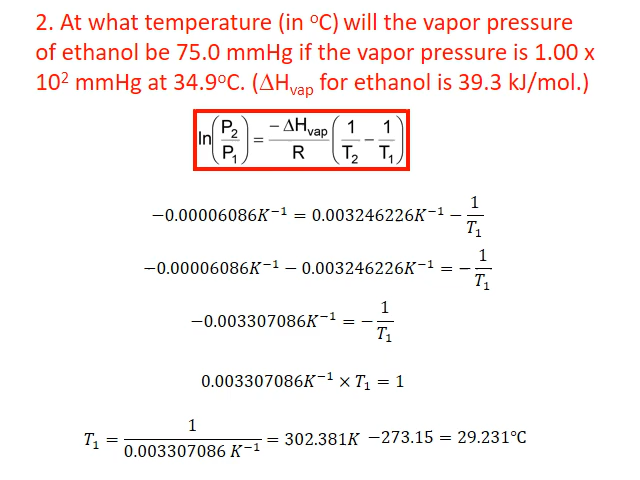 2. At what temperature (in ºC) will the vapor pressure
of ethanol be 75.0 mmHg if the vapor pressure is 1.00 x
10² mmHg at 34.9ºC. (ΔHvap for ethanol is 39.3 kJ/mol.)
ln(P₂/P₁) = −ΔHvap/R (1/T₂ − 1/T₁)
−0.00006086K⁻¹ = 0.003246226K⁻¹ − 1/T₁
−0.00006086K⁻¹ − 0.003246226K⁻¹ = −1/T₁
−0.003307086K⁻¹ = −1/T₁
0.003307086K⁻¹ × T₁ = 1
T₁ = 1/0.003307086 K⁻¹ = 302.381K −273.15 = 29.231°C